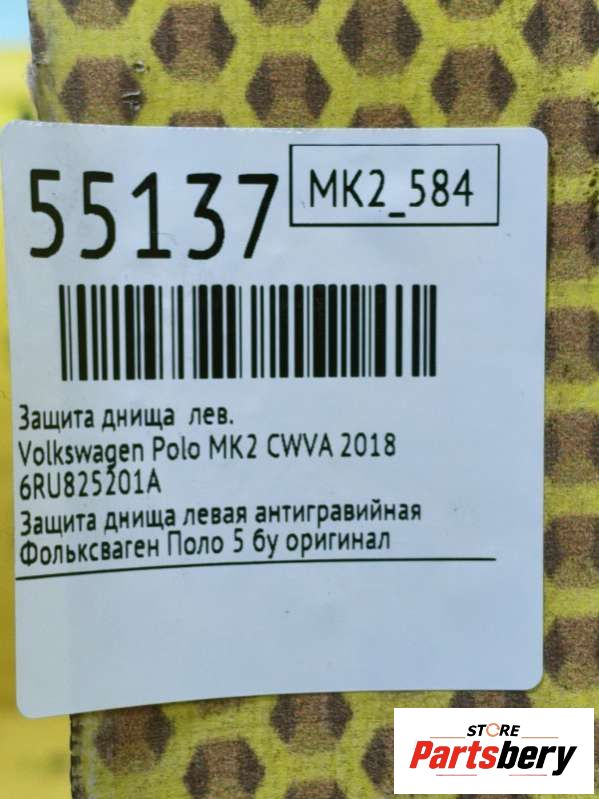 55137
MK2_584
Защита днища лев.
Volkswagen Polo MK2 CWVA 2018
6RU825201A
Защита днища левая антигравийная
Фольксваген Поло 5 бу оригинал
STORE
Partsbery